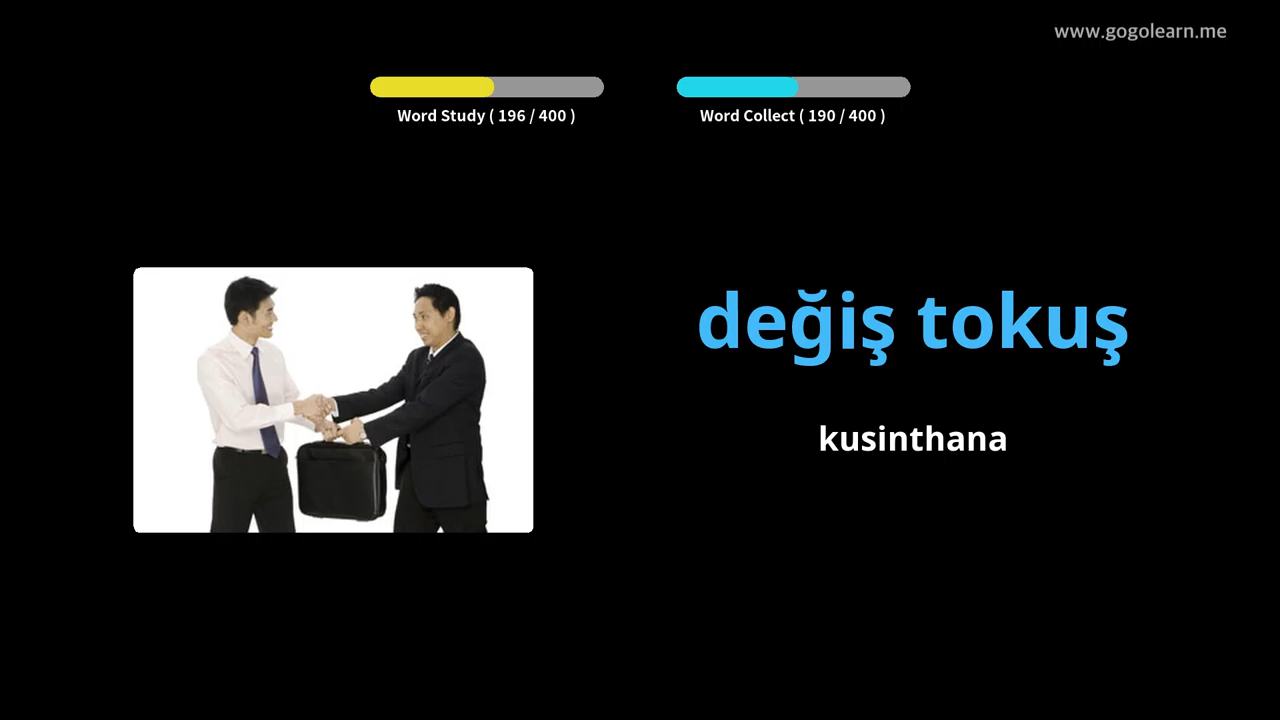 www.gogolearn.me
Word Study ( 196 / 400 )
Word Collect ( 190 / 400 )
değiş tokuş
kusinthana